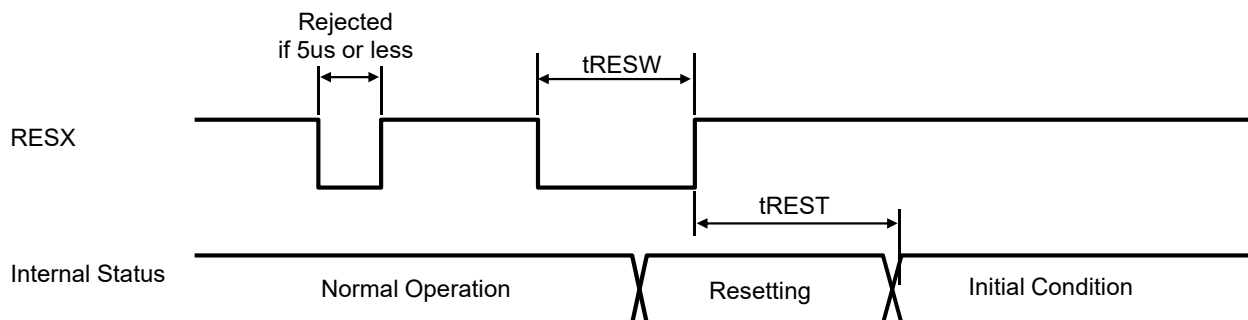 Rejected
if 5us or less
tRESW
RESX
tREST
Internal Status
Normal Operation
Resetting
Initial Condition